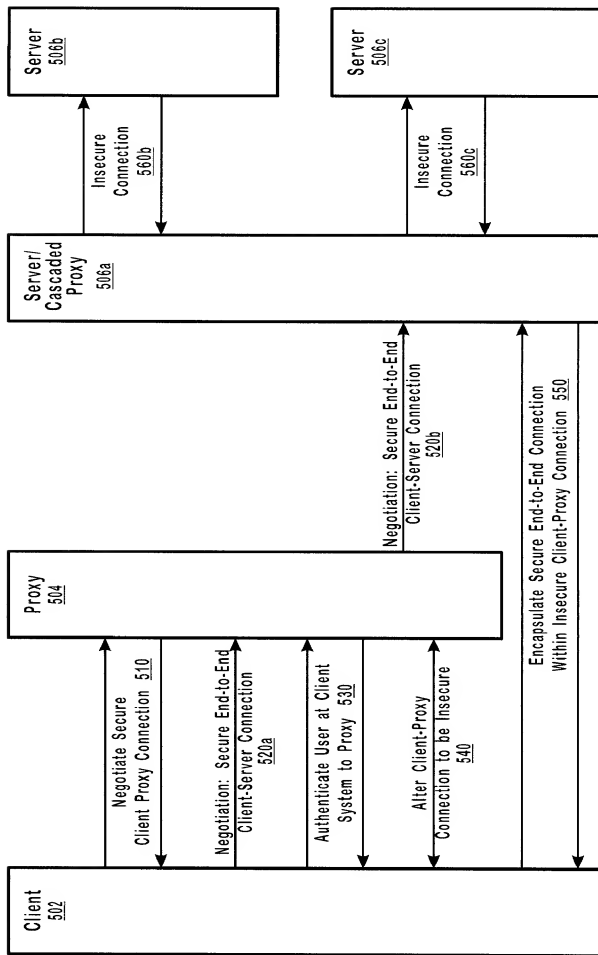 Client
502
Negotiate Secure
Client Proxy Connection 510
Negotiation: Secure End-to-End
Client-Server Connection
520a
Authenticate User at Client
System to Proxy 530
Alter Client-Proxy
Connection to be Insecure
540
Proxy
504
Negotiation: Secure End-to-End
Client-Server Connection
520b
Encapsulate Secure End-to-End Connection
Within Insecure Client-Proxy Connection 550
Server/
Cascaded
Proxy
506a
Insecure
Connection
560b
Insecure
Connection
560c
Server
506b
Server
506c